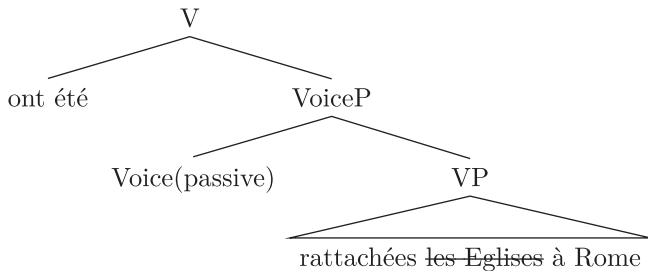 V
ont été VoiceP
Voice(passive) VP
rattachées les Eglises à Rome